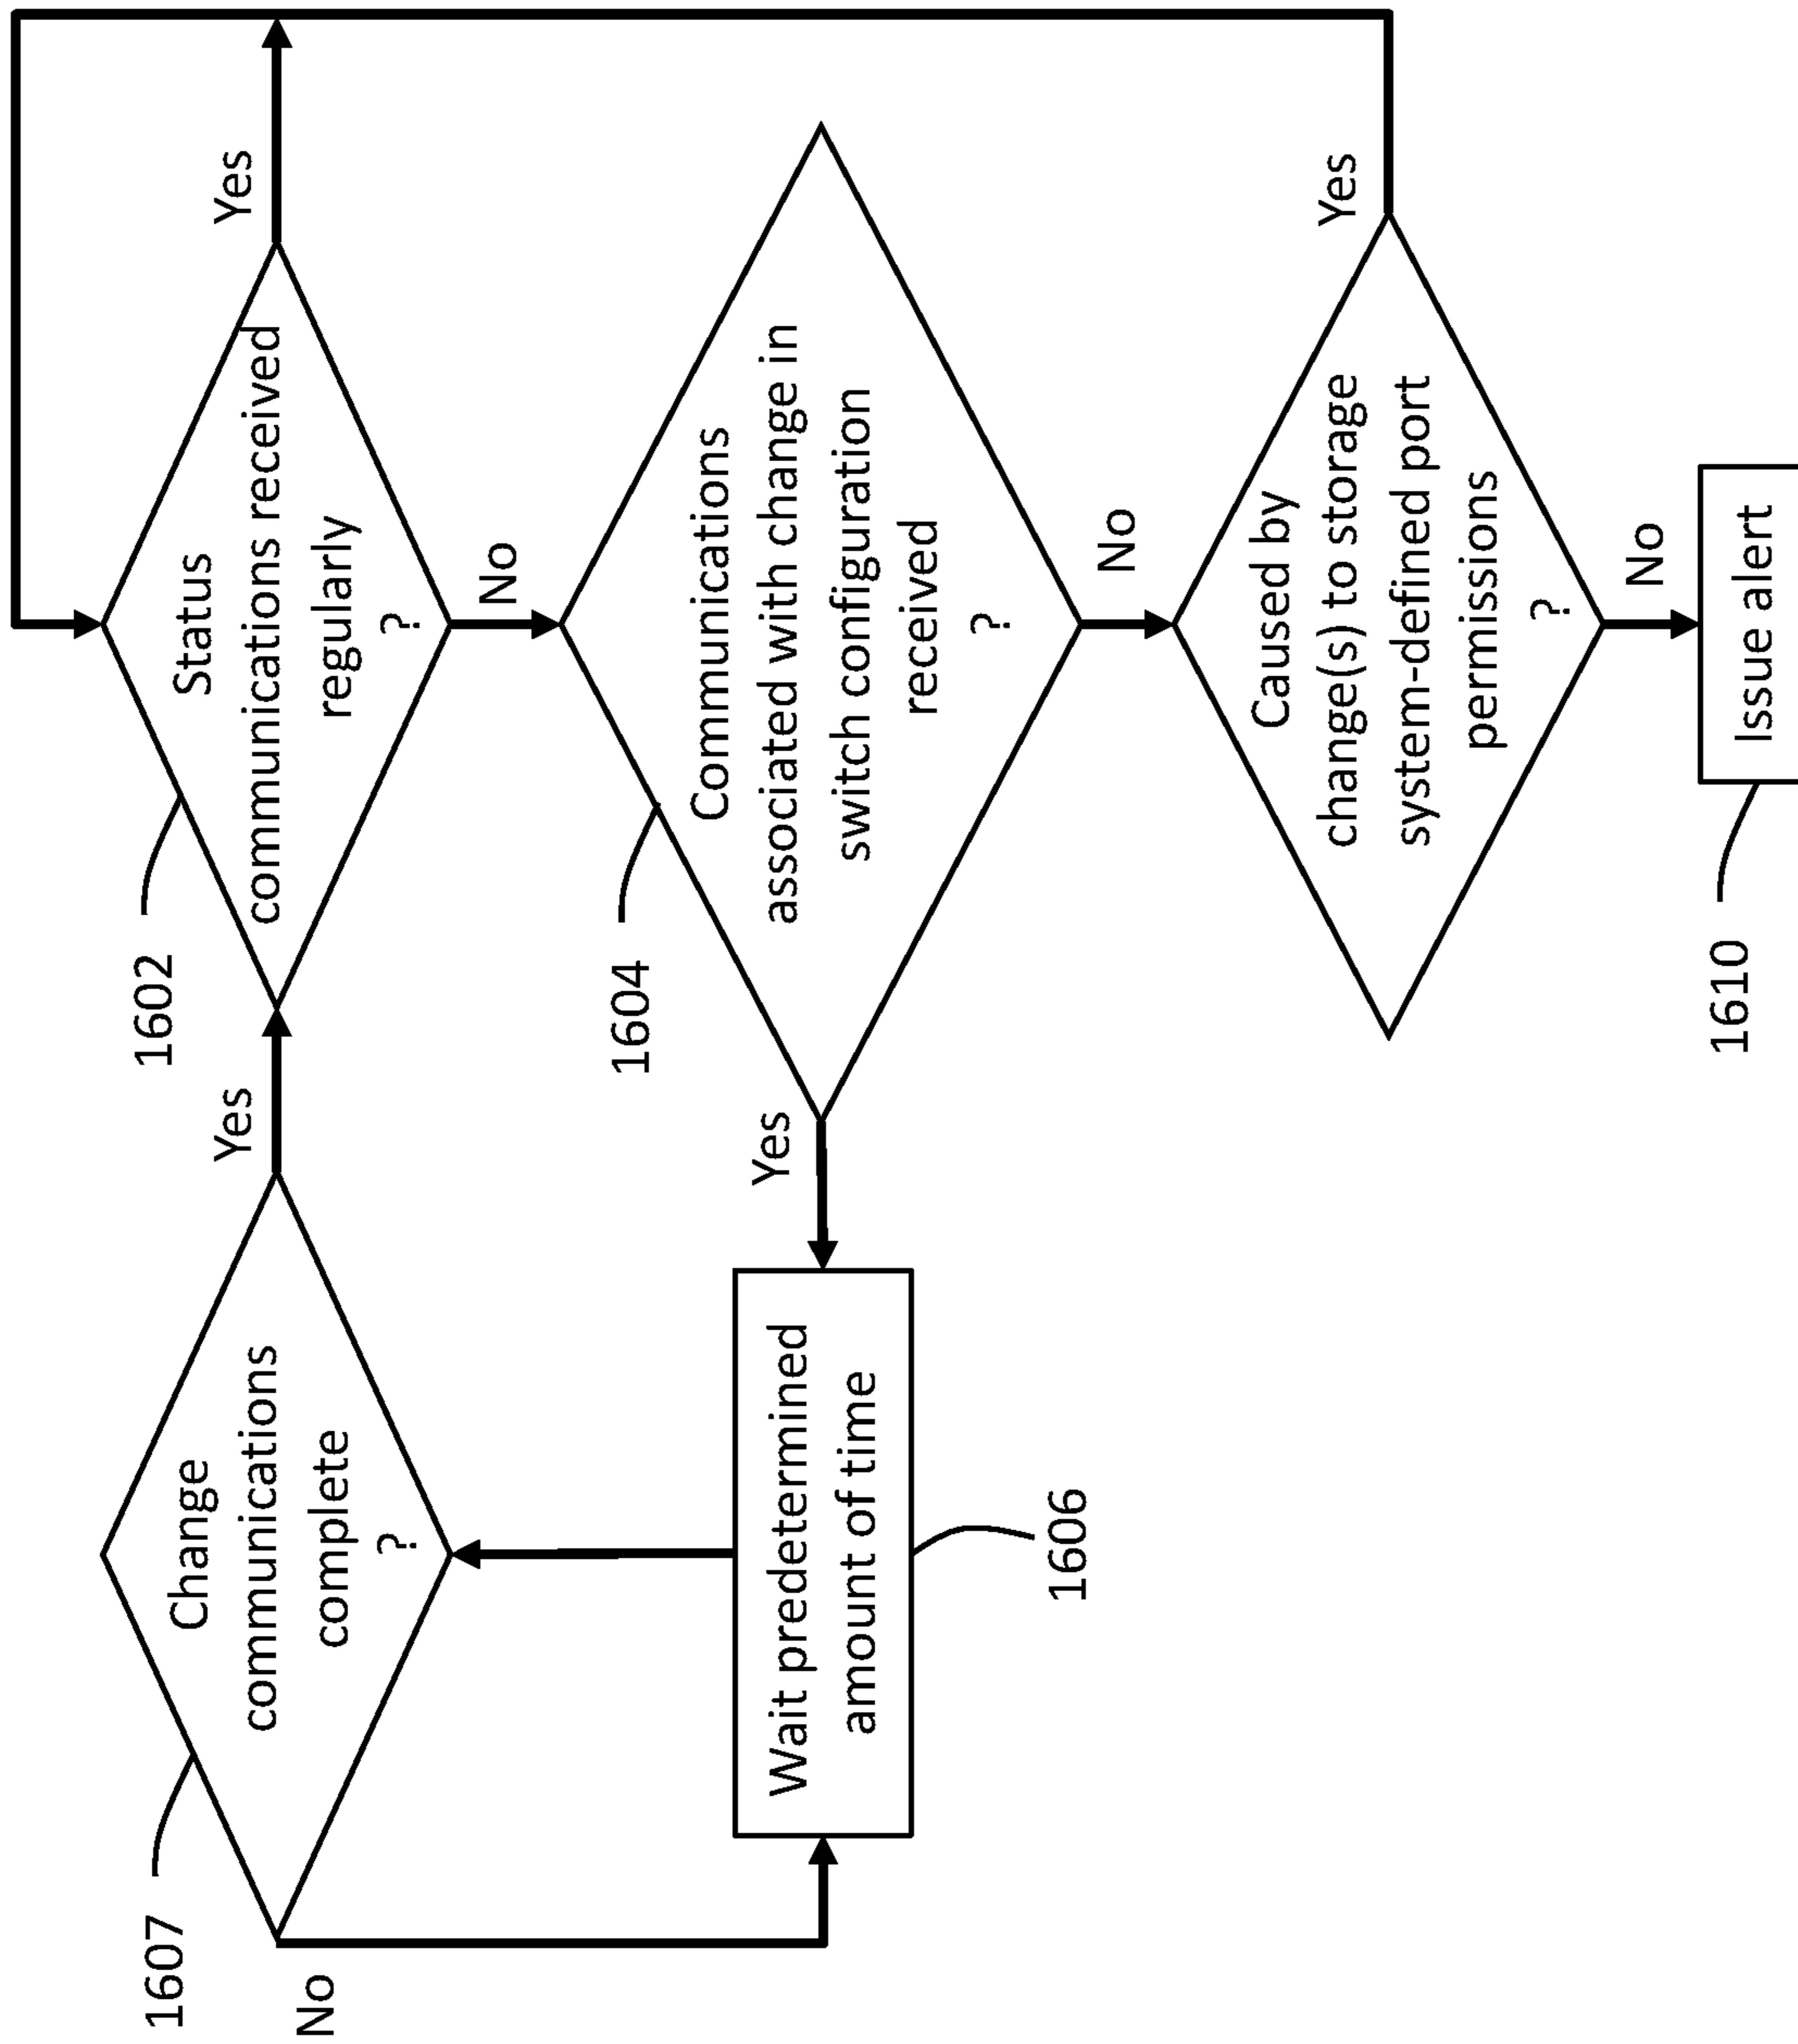 1607
Change
communications
complete
?
No
Yes
1602
Status
communications received
regularly
?
Yes
No
1604
Communications
associated with change in
switch configuration
received
?
Yes
No
Wait predetermined
amount of time
1606
Caused by
change(s) to storage
system-defined port
permissions
?
Yes
No
1610
Issue alert